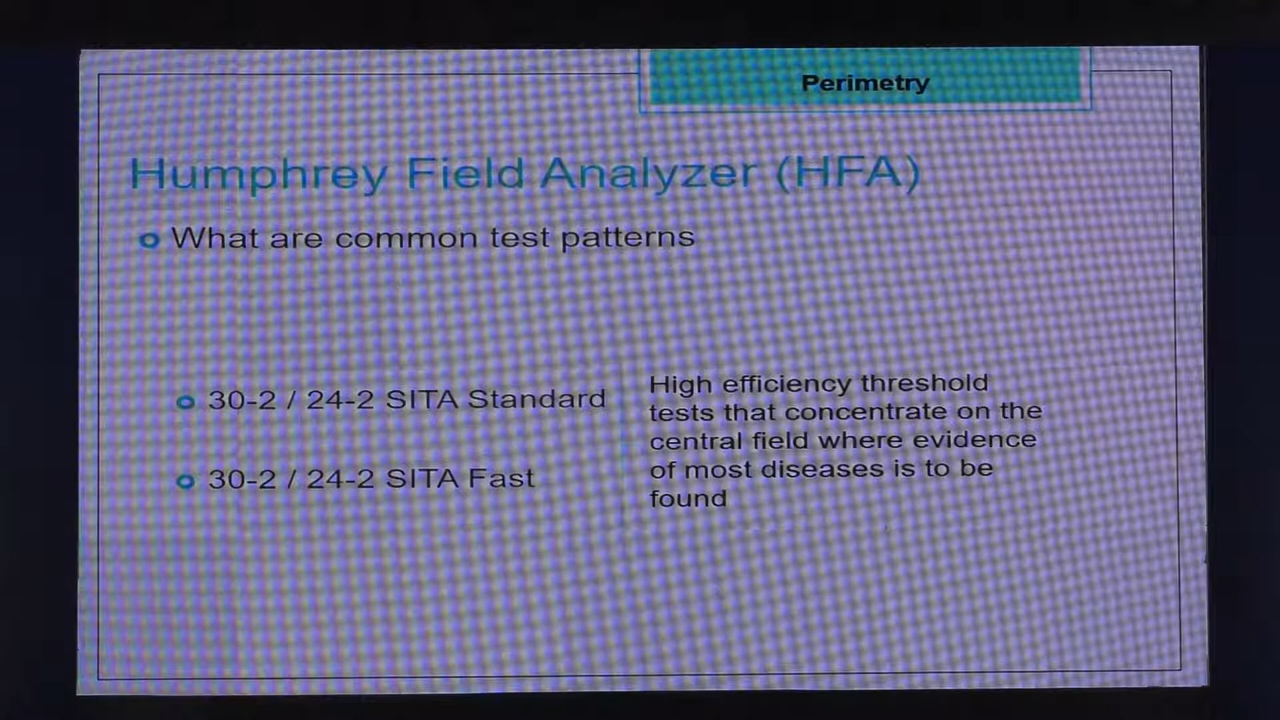 Perimetry
Humphrey Field Analyzer (HFA)
What are common test patterns
30-2 / 24-2 SITA Standard
30-2 / 24-2 SITA Fast
High efficiency threshold
tests that concentrate on the
central field where evidence
of most diseases is to be
found